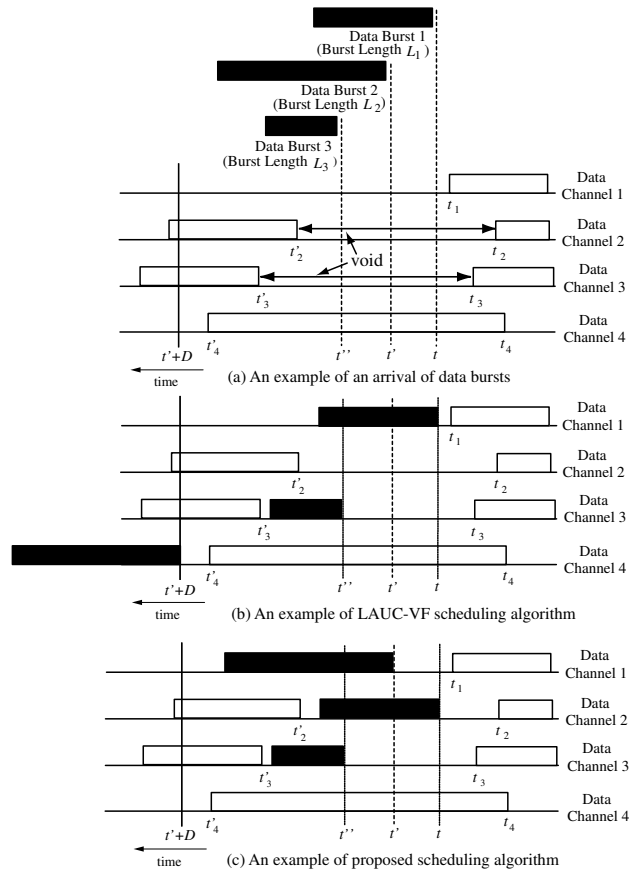 Data Burst 1
(Burst Length L1)
Data Burst 2
(Burst Length L2)
Data Burst 3
(Burst Length L3)
Data
Channel 1
t1
Data
Channel 2
t'2
t2
void
Data
Channel 3
t'3
t3
Data
Channel 4
t'4
t4
t'+D
t''
t'
t
time
(a) An example of an arrival of data bursts
Data
Channel 1
t1
Data
Channel 2
t'2
t2
Data
Channel 3
t'3
t3
Data
Channel 4
t'4
t4
t'+D
t''
t'
t
time
(b) An example of LAUC-VF scheduling algorithm
Data
Channel 1
t1
Data
Channel 2
t'2
t2
Data
Channel 3
t'3
t3
Data
Channel 4
t'4
t4
t'+D
t''
t'
t
time
(c) An example of proposed scheduling algorithm